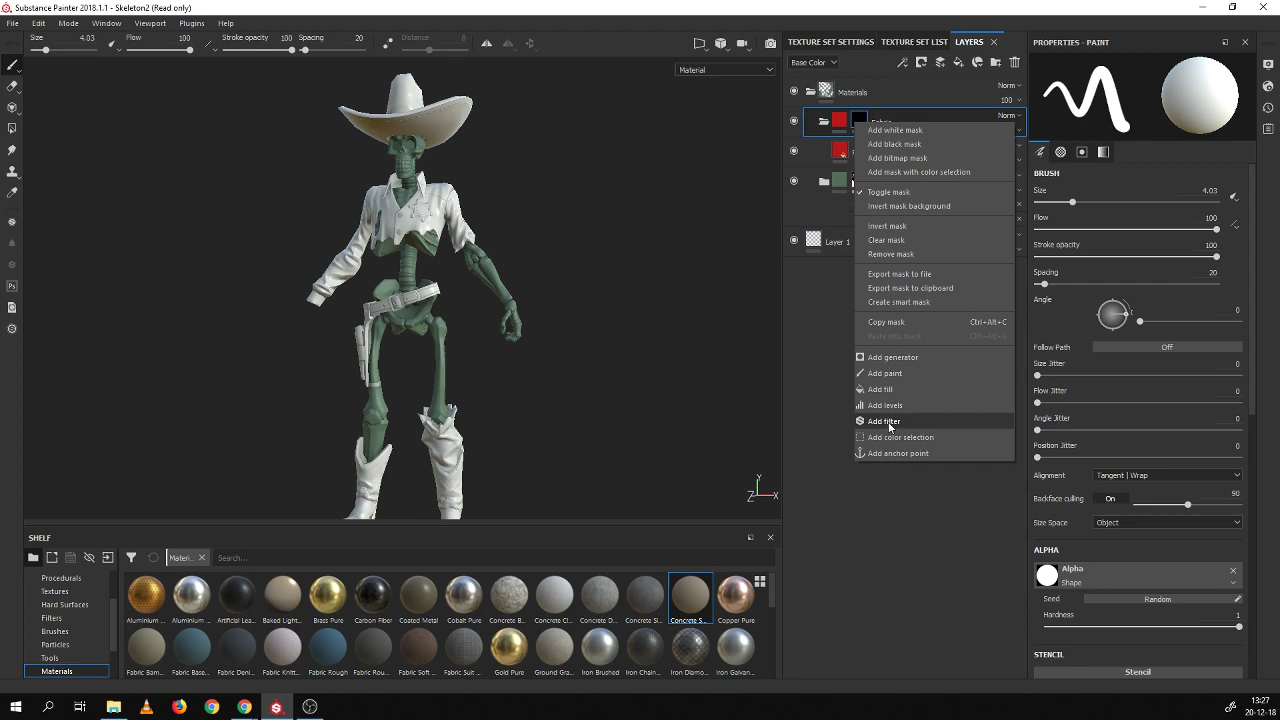 Substance Painter 2018.1.1 - Skeleton2 (Read only)
File Edit Mode Window Viewport Plugins Help
Size 4.03 Flow 100 Stroke opacity 100 Spacing 20 Distance 8
Material
TEXTURE SET SETTINGS TEXTURE SET LIST LAYERS
Base Color
Materials Norm
100
Norm
Layer 1
Add white mask
Add black mask
Add bitmap mask
Add mask with color selection
Toggle mask
Invert mask background
Invert mask
Clear mask
Remove mask
Export mask to file
Export mask to clipboard
Create smart mask
Copy mask Ctrl+Alt+C
Paste into mask Ctrl+Alt+V
Add generator
Add paint
Add fill
Add levels
Add filter
Add color selection
Add anchor point
PROPERTIES - PAINT
BRUSH
Size 4.03
Flow 100
Stroke opacity 100
Spacing 20
Angle 0
Follow Path Off
Size Jitter 0
Flow Jitter 0
Angle Jitter 0
Position Jitter 0
Alignment Tangent | Wrap
Backface culling On 90
Size Space Object
ALPHA
Alpha
Shape
Seed Random
Hardness 1
STENCIL
Stencil
Y
Z X
SHELF
Materi... Search...
Procedurals
Textures
Hard Surfaces
Filters
Brushes
Particles
Tools
Materials
Aluminium ... Aluminium ... Artificial Lea... Baked Light... Brass Pure Carbon Fiber Coated Metal Cobalt Pure Concrete B... Concrete Cl... Concrete D... Concrete Si... Concrete S... Copper Pure
Fabric Bam... Fabric Base... Fabric Deni... Fabric Knitt... Fabric Rough Fabric Rou... Fabric Soft ... Fabric Suit ... Gold Pure Ground Gra... Iron Brushed Iron Chain... Iron Diamo... Iron Galvan...
13:27
20-12-18